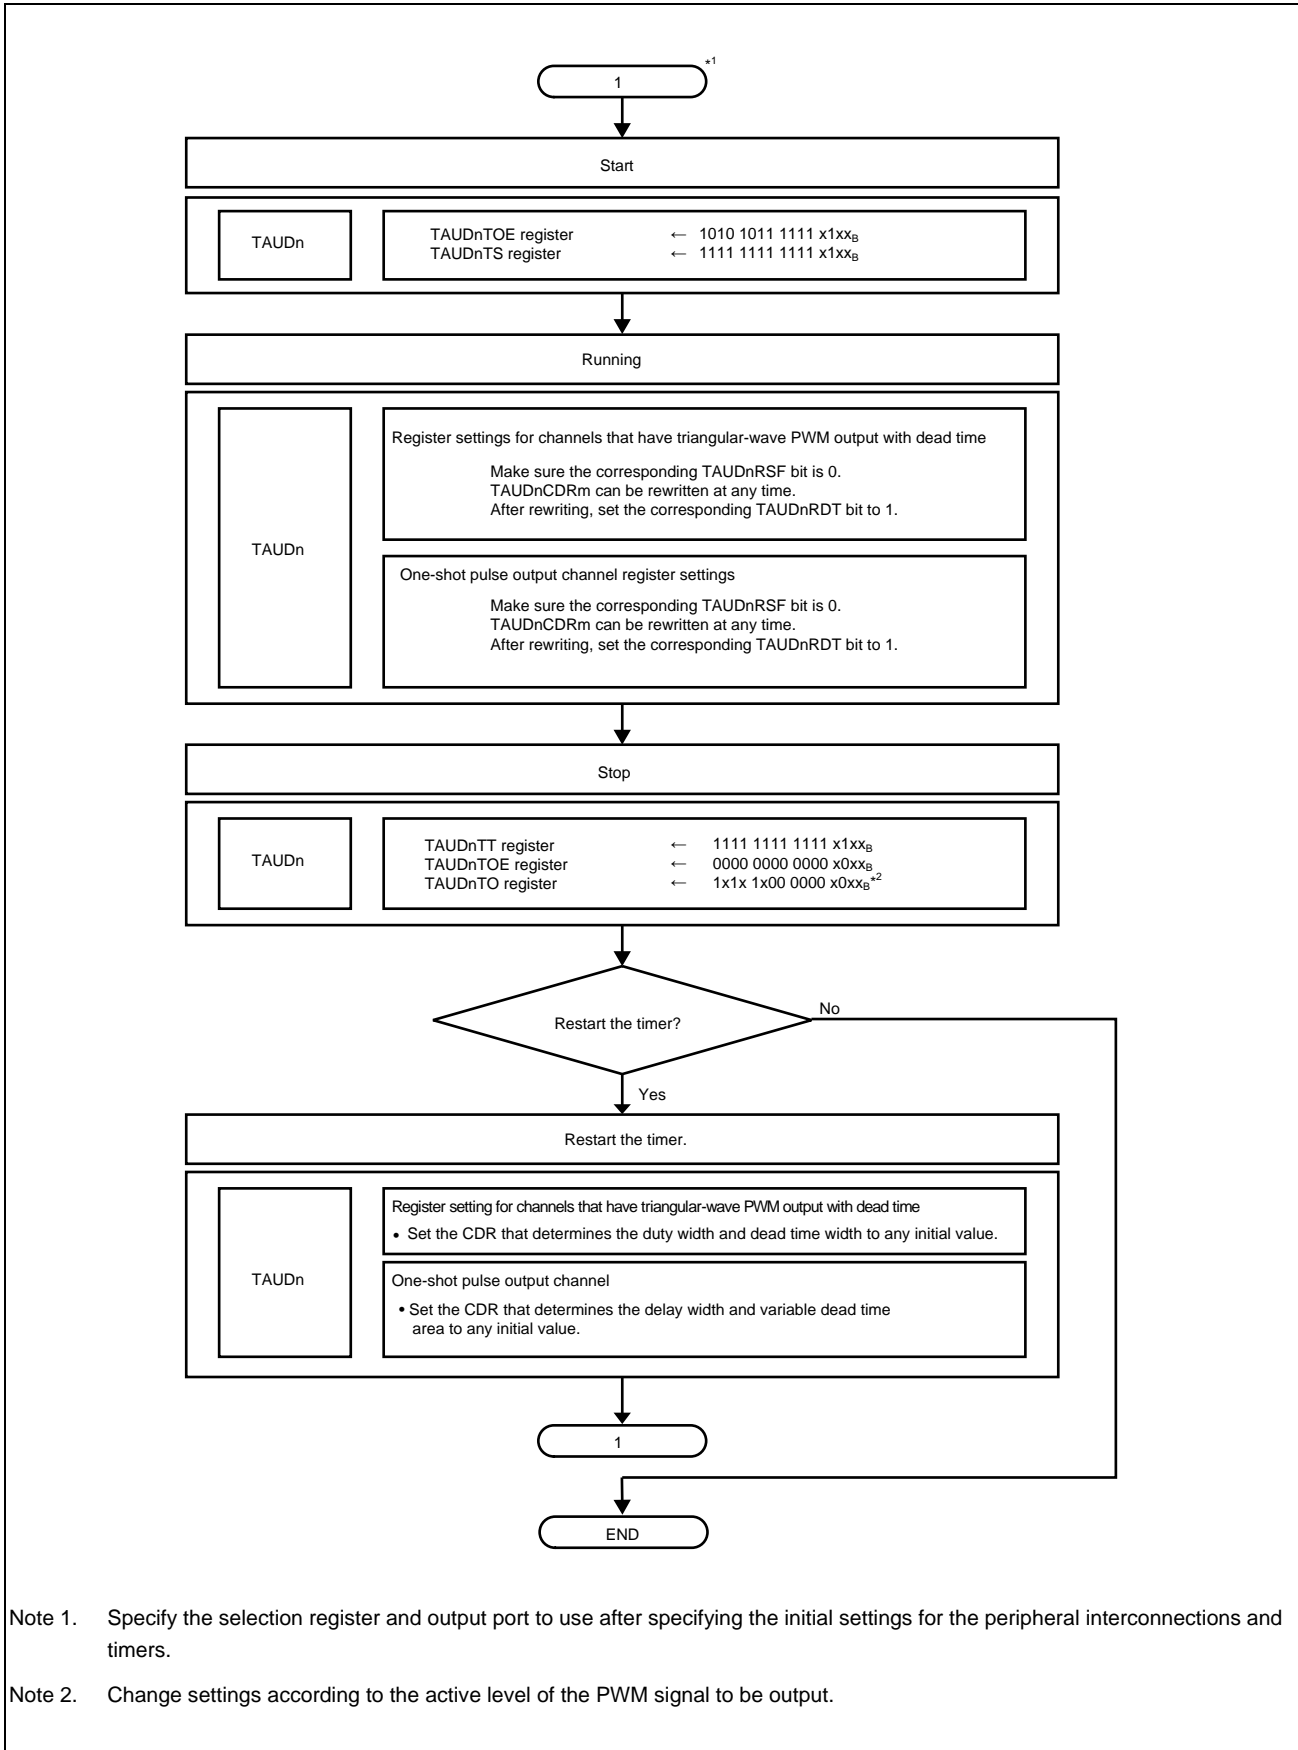 1 *1
Start
TAUDn
TAUDnTOE register ← 1010 1011 1111 x1xxB
TAUDnTS register ← 1111 1111 1111 x1xxB
Running
TAUDn
Register settings for channels that have triangular-wave PWM output with dead time
Make sure the corresponding TAUDnRSF bit is 0.
TAUDnCDRm can be rewritten at any time.
After rewriting, set the corresponding TAUDnRDT bit to 1.
One-shot pulse output channel register settings
Make sure the corresponding TAUDnRSF bit is 0.
TAUDnCDRm can be rewritten at any time.
After rewriting, set the corresponding TAUDnRDT bit to 1.
Stop
TAUDn
TAUDnTT register ← 1111 1111 1111 x1xxB
TAUDnTOE register ← 0000 0000 0000 x0xxB
TAUDnTO register ← 1x1x 1x00 0000 x0xxB*2
Restart the timer?
No
Yes
Restart the timer.
TAUDn
Register setting for channels that have triangular-wave PWM output with dead time
• Set the CDR that determines the duty width and dead time width to any initial value.
One-shot pulse output channel
• Set the CDR that determines the delay width and variable dead time
area to any initial value.
1
END
Note 1. Specify the selection register and output port to use after specifying the initial settings for the peripheral interconnections and
timers.
Note 2. Change settings according to the active level of the PWM signal to be output.